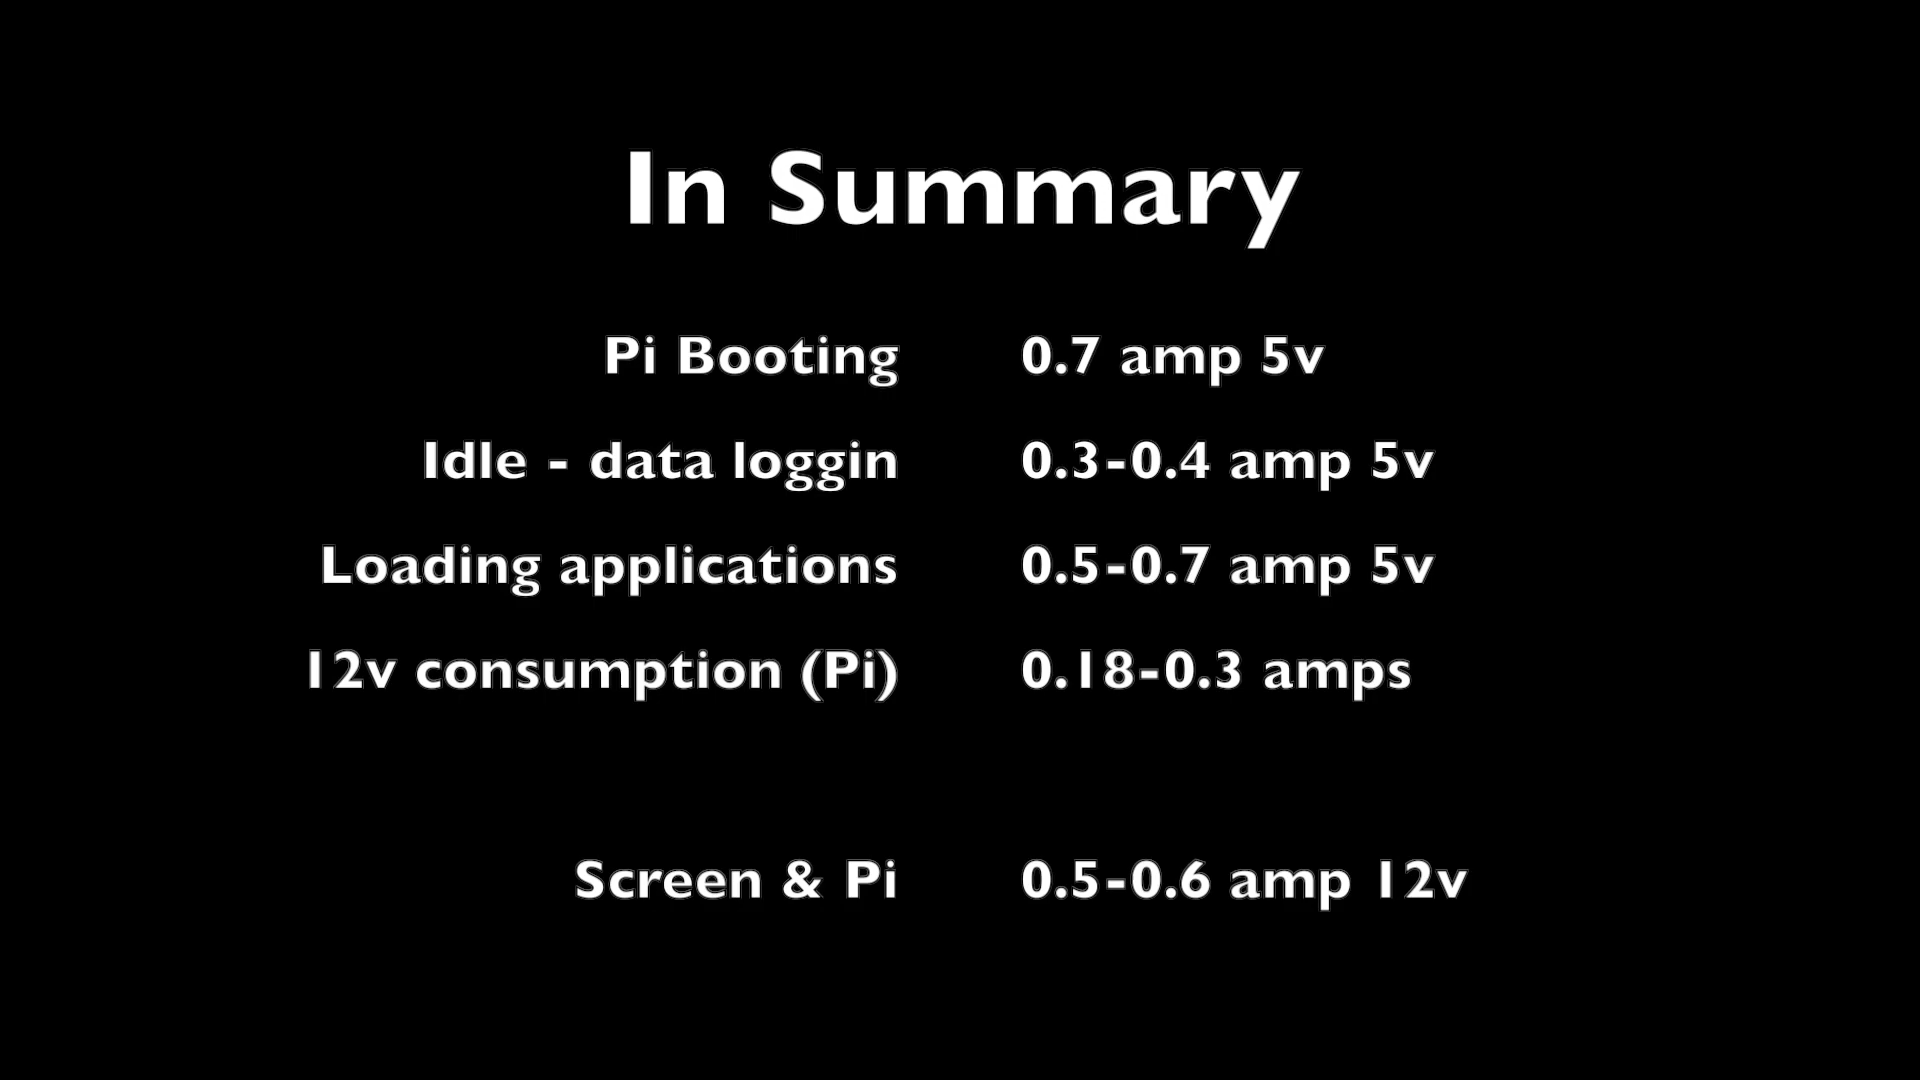 In Summary
Pi Booting 0.7 amp 5v
Idle - data loggin 0.3-0.4 amp 5v
Loading applications 0.5-0.7 amp 5v
12v consumption (Pi) 0.18-0.3 amps
Screen & Pi 0.5-0.6 amp 12v